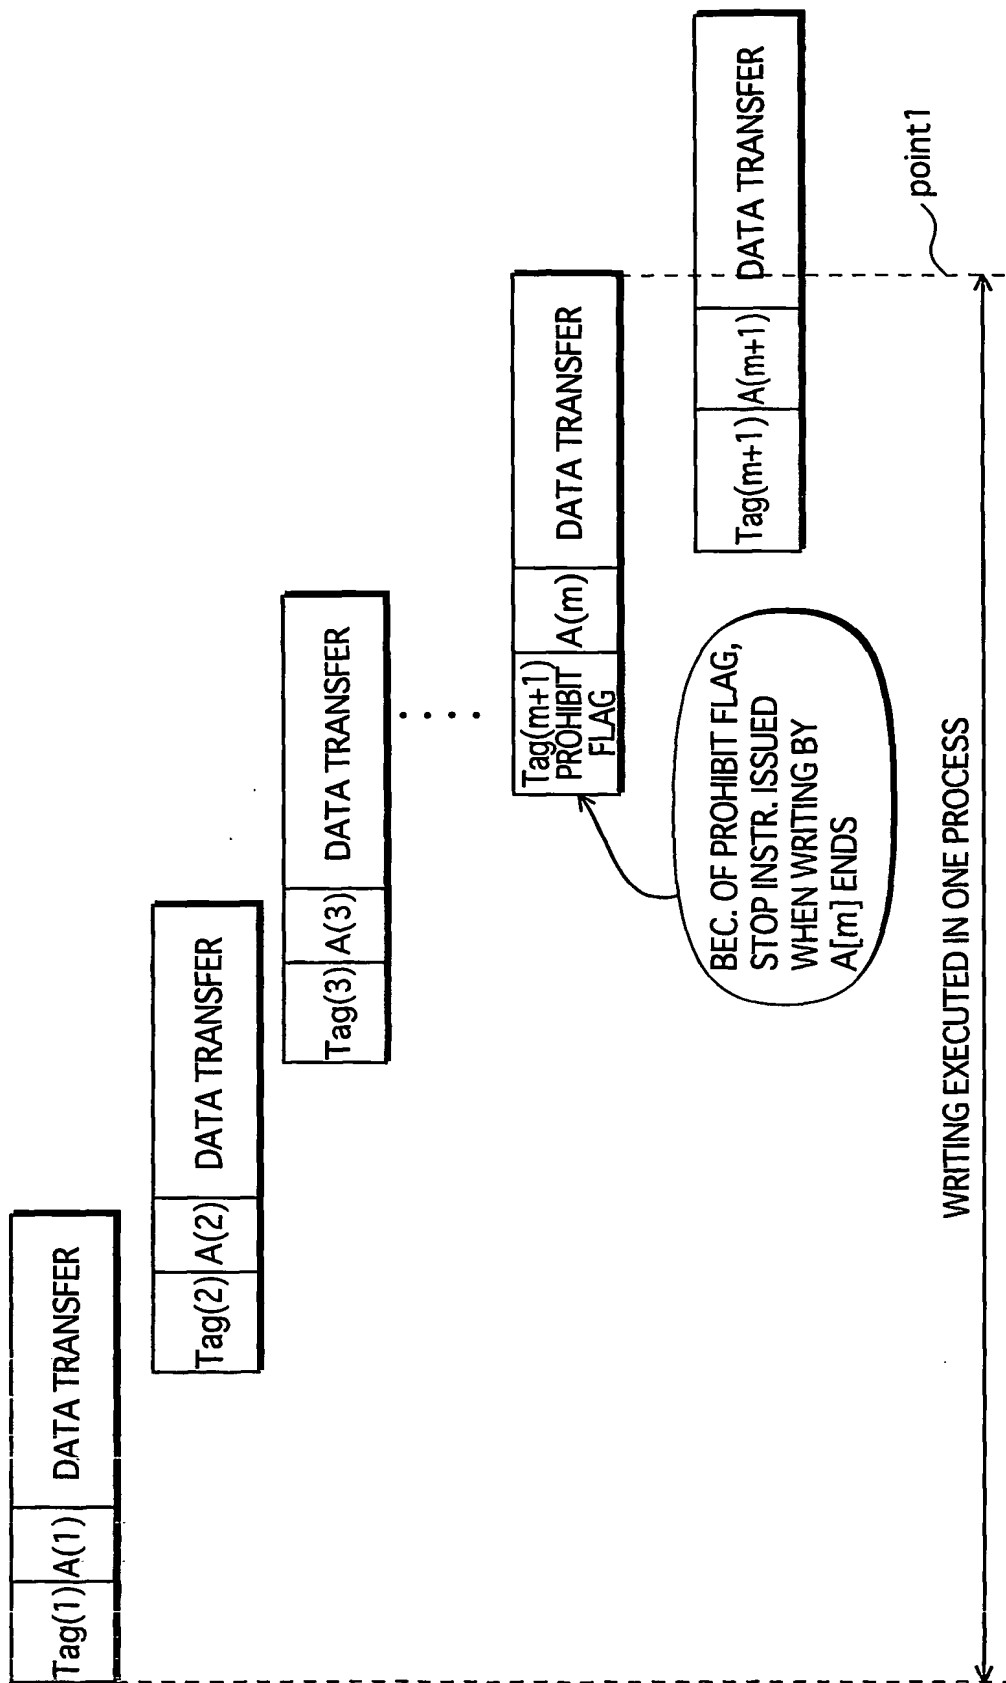 Tag(1) A(1) DATA TRANSFER
Tag(2) A(2) DATA TRANSFER
Tag(3) A(3) DATA TRANSFER
Tag(m+1)
PROHIBIT
FLAG
A(m) DATA TRANSFER
Tag(m+1) A(m+1) DATA TRANSFER
BEC. OF PROHIBIT FLAG,
STOP INSTR. ISSUED
WHEN WRITING BY
A[m] ENDS
point1
WRITING EXECUTED IN ONE PROCESS